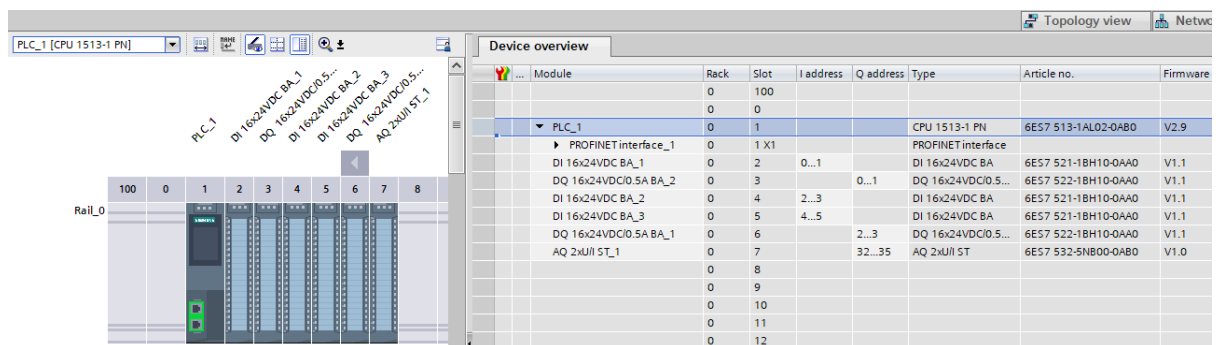 Topology view Netwo
PLC_1 [CPU 1513-1 PN]
Device overview
... Module Rack Slot I address Q address Type Article no. Firmware
0 100
0 0
PLC_1 0 1 CPU 1513-1 PN 6ES7 513-1AL02-0AB0 V2.9
PROFINET interface_1 0 1 X1 PROFINET interface
DI 16x24VDC BA_1 0 2 0...1 DI 16x24VDC BA 6ES7 521-1BH10-0AA0 V1.1
DQ 16x24VDC/0.5A BA_2 0 3 0...1 DQ 16x24VDC/0.5... 6ES7 522-1BH10-0AA0 V1.1
DI 16x24VDC BA_2 0 4 2...3 DI 16x24VDC BA 6ES7 521-1BH10-0AA0 V1.1
DI 16x24VDC BA_3 0 5 4...5 DI 16x24VDC BA 6ES7 521-1BH10-0AA0 V1.1
DQ 16x24VDC/0.5A BA_1 0 6 2...3 DQ 16x24VDC/0.5... 6ES7 522-1BH10-0AA0 V1.1
AQ 2xU/I ST_1 0 7 32...35 AQ 2xU/I ST 6ES7 532-5NB00-0AB0 V1.0
0 8
0 9
0 10
0 11
0 12
PLC_1
DI 16x24VDC BA_1
DQ 16x24VDC/0.5...
DI 16x24VDC BA_2
DI 16x24VDC BA_3
DQ 16x24VDC/0.5...
AQ 2xU/I ST_1
100 0 1 2 3 4 5 6 7 8
Rail_0